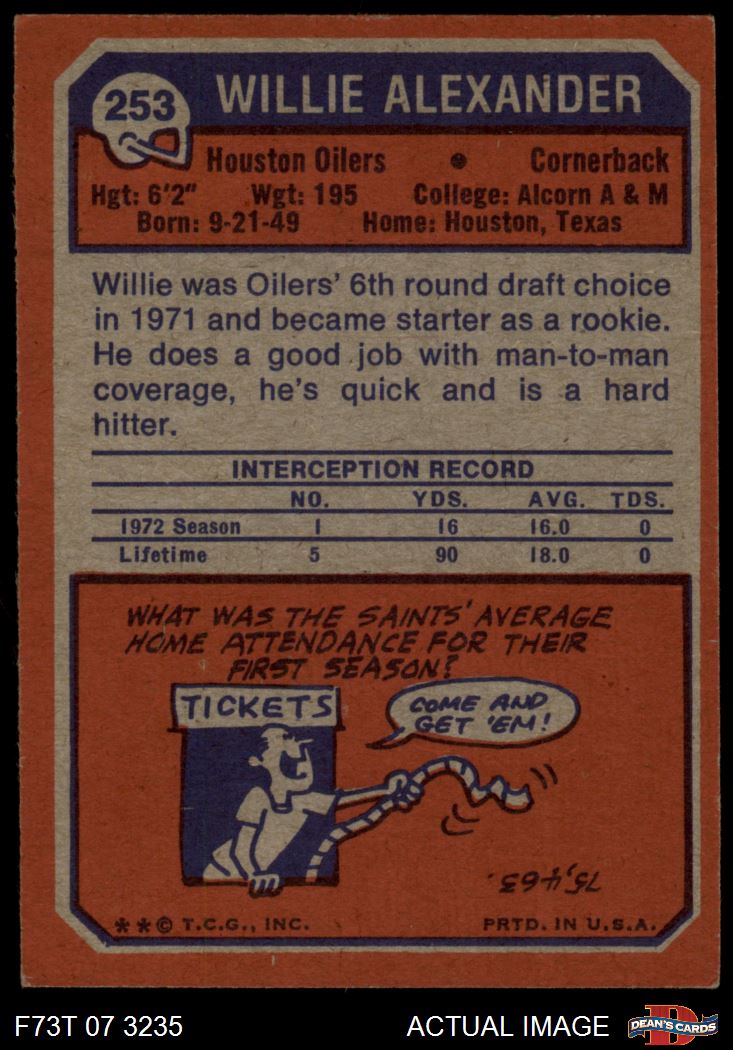 253
WILLIE ALEXANDER
Houston Oilers • Cornerback
Hgt: 6'2" Wgt: 195 College: Alcorn A & M
Born: 9-21-49 Home: Houston, Texas
Willie was Oilers' 6th round draft choice
in 1971 and became starter as a rookie.
He does a good job with man-to-man
coverage, he's quick and is a hard
hitter.
INTERCEPTION RECORD
NO. YDS. AVG. TDS.
1972 Season 1 16 16.0 0
Lifetime 5 90 18.0 0
WHAT WAS THE SAINTS' AVERAGE
HOME ATTENDANCE FOR THEIR
FIRST SEASON?
TICKETS
COME AND
GET 'EM!
75,463.
**© T.C.G., INC. PRTD. IN U.S.A.
F73T 07 3235 ACTUAL IMAGE
D
DEAN'S CARDS